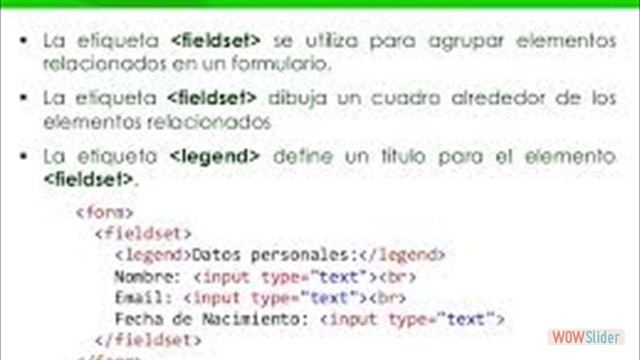 ▪ La etiqueta <fieldset> se utiliza para agrupar elementos
relacionados en un formulario.
▪ La etiqueta <fieldset> dibuja un cuadro alrededor de los
elementos relacionados
▪ La etiqueta <legend> define un titulo para el elemento
<fieldset>.
<form>
<fieldset>
<legend>Datos personales:</legend>
Nombre: <input type="text"><br>
Email: <input type="text"><br>
Fecha de Nacimiento: <input type="text">
</fieldset>
</form>
WOWSlider